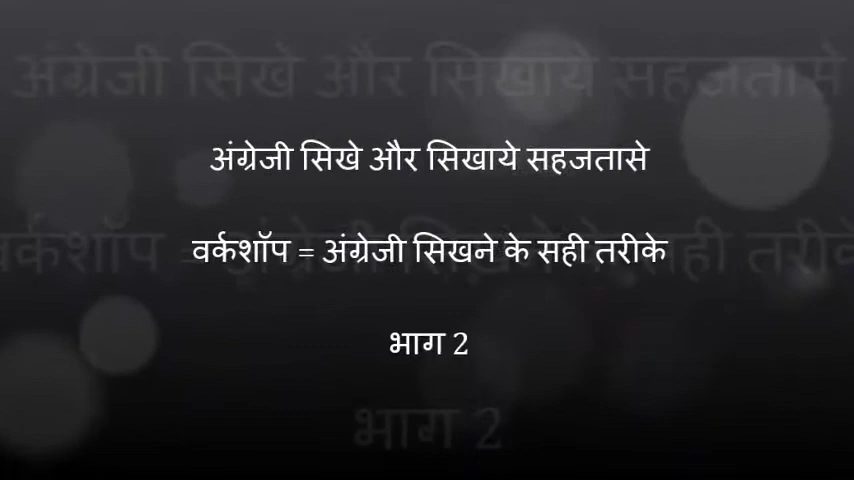 अंग्रेजी सिखे और सिखाये सहजतासे
वर्कशॉप = अंग्रेजी सिखने के सही तरीके
भाग 2